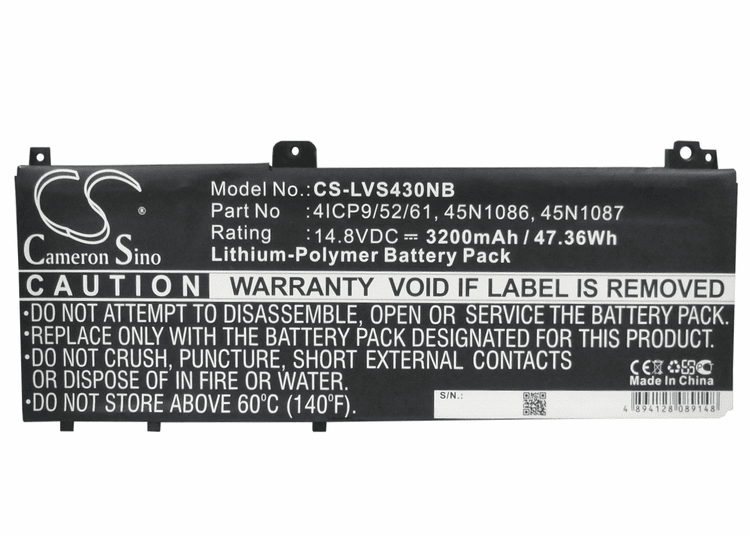 CS
Cameron Sino
®
Model No.: CS-LVS430NB
Part No : 4ICP9/52/61, 45N1086, 45N1087
Rating : 14.8VDC ⎓ 3200mAh / 47.36Wh
Lithium-Polymer Battery Pack
CAUTION WARRANTY VOID IF LABEL IS REMOVED
•DO NOT ATTEMPT TO DISASSEMBLE, OPEN OR SERVICE THE BATTERY PACK.
•REPLACE ONLY WITH THE BATTERY PACK DESIGNATED FOR THIS PRODUCT.
•DO NOT CRUSH, PUNCTURE, SHORT EXTERNAL CONTACTS
OR DISPOSE OF IN FIRE OR WATER.
•DO NOT STORE ABOVE 60°C (140°F).
CE
Made In China
S/N.:
4 894128 089148